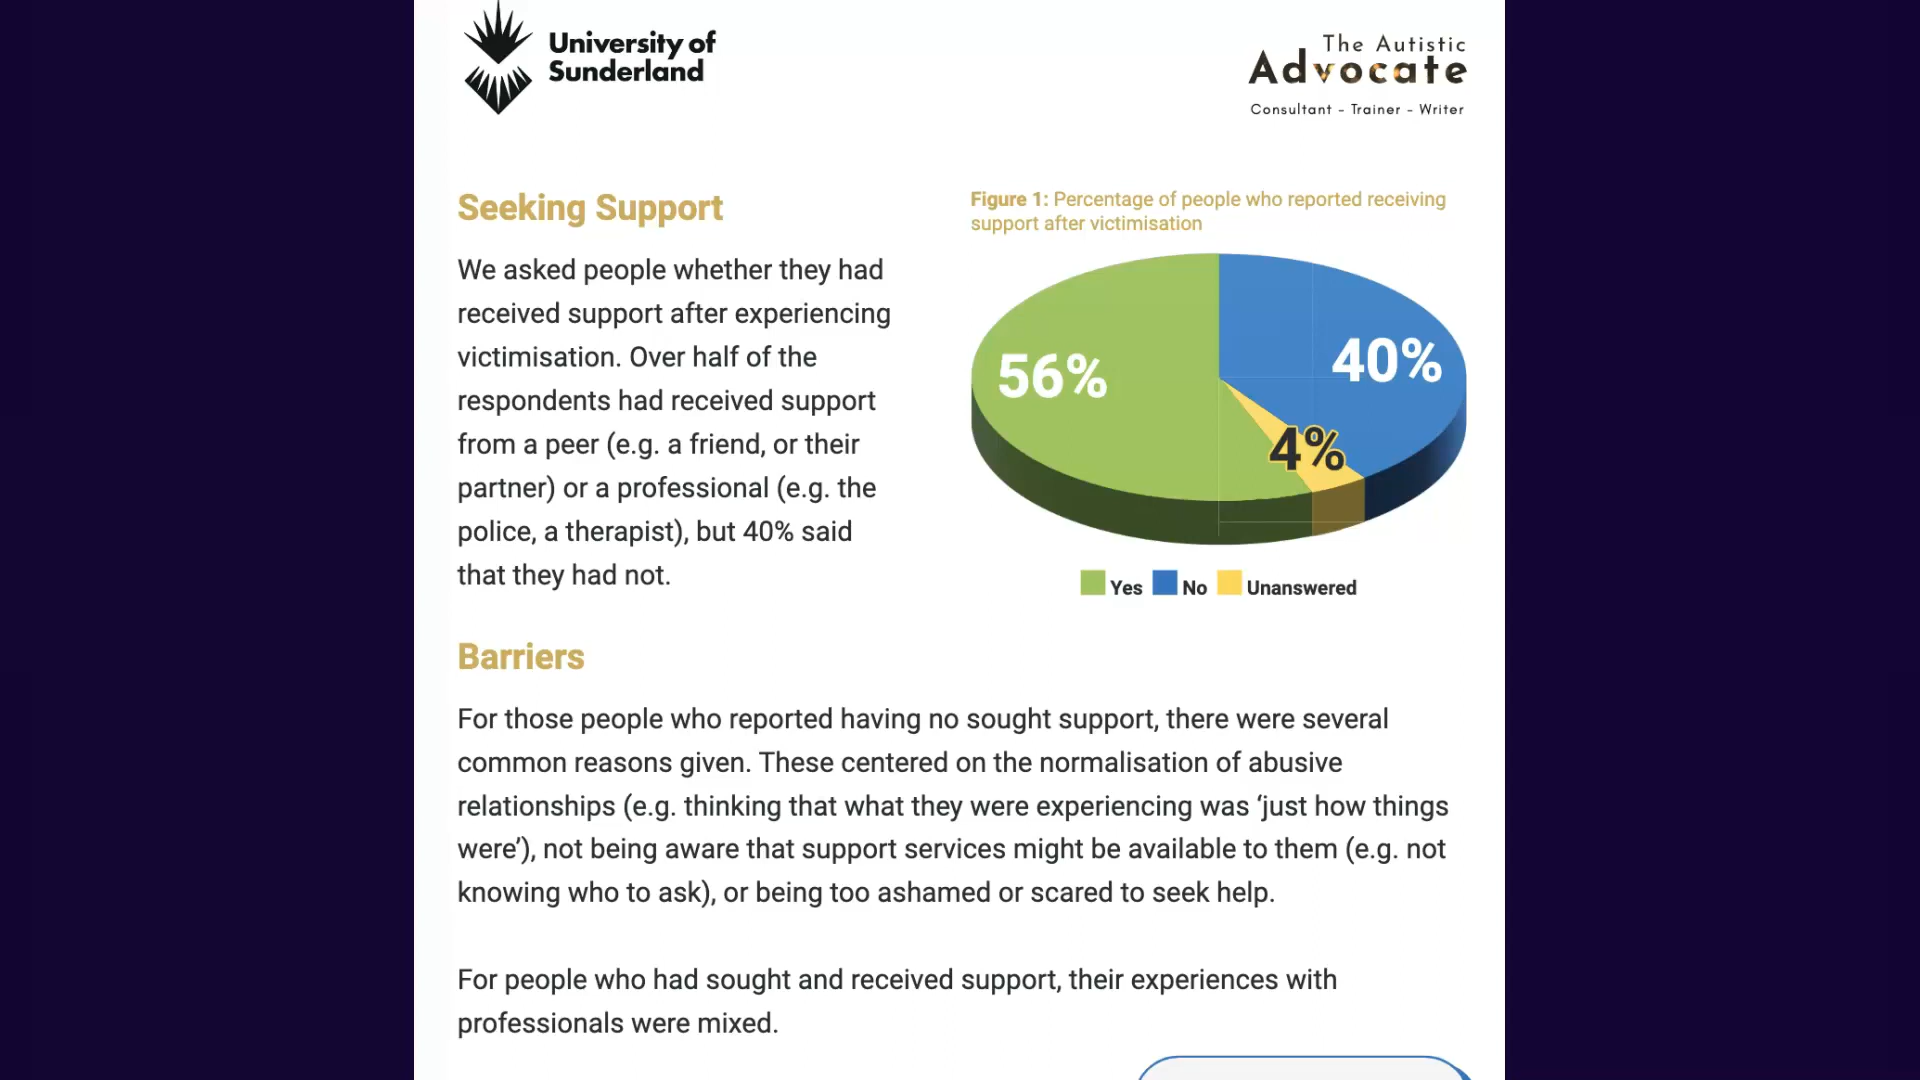 University of
Sunderland
The Autistic
Advocate
Consultant - Trainer - Writer
Seeking Support
We asked people whether they had
received support after experiencing
victimisation. Over half of the
respondents had received support
from a peer (e.g. a friend, or their
partner) or a professional (e.g. the
police, a therapist), but 40% said
that they had not.
Figure 1: Percentage of people who reported receiving
support after victimisation
56%
40%
4%
Yes No Unanswered
Barriers
For those people who reported having no sought support, there were several
common reasons given. These centered on the normalisation of abusive
relationships (e.g. thinking that what they were experiencing was ‘just how things
were’), not being aware that support services might be available to them (e.g. not
knowing who to ask), or being too ashamed or scared to seek help.
For people who had sought and received support, their experiences with
professionals were mixed.